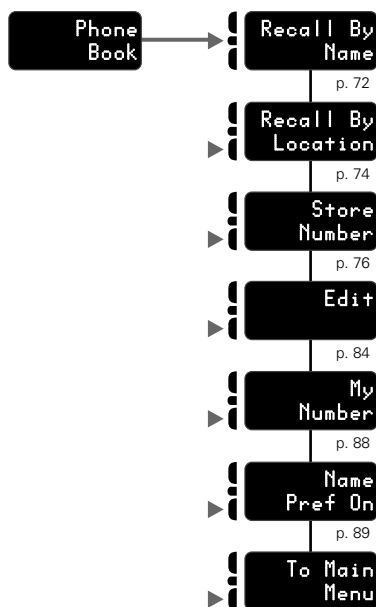 Phone
Book
Recall By
Name
p. 72
Recall By
Location
p. 74
Store
Number
p. 76
Edit
p. 84
My
Number
p. 88
Name
Pref On
p. 89
To Main
Menu